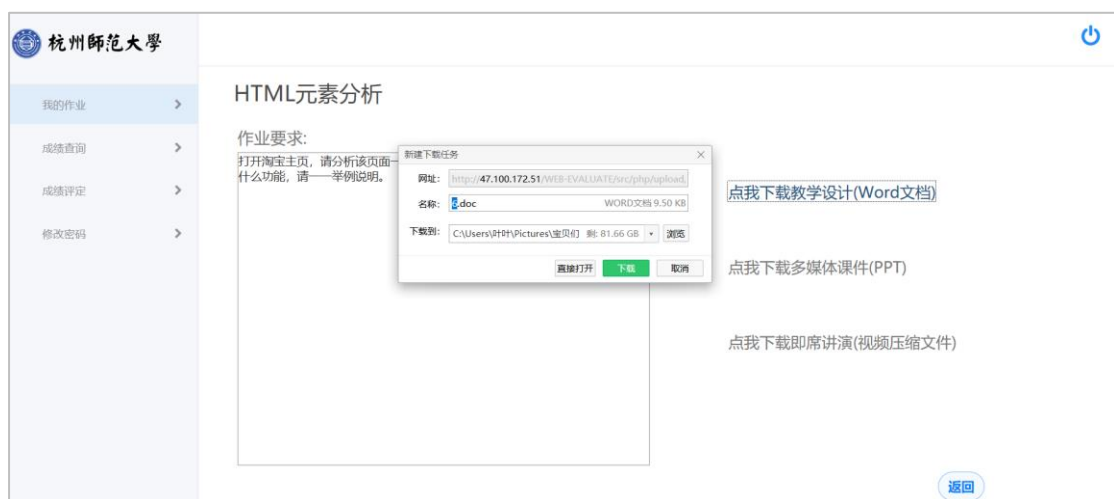 杭州師范大學
我的作业
成绩查询
成绩评定
修改密码
HTML元素分析
作业要求:
打开淘宝主页，请分析该页面一
什么功能，请一一举例说明。
新建下载任务
网址: http://47.100.172.51/WEB-EVALUATE/src/php/upload.
名称: 6.doc WORD文档 9.50 KB
下载到: C:\Users\叶叶\Pictures\宝贝们 剩: 81.66 GB 浏览
直接打开 下载 取消
点我下载教学设计(Word文档)
点我下载多媒体课件(PPT)
点我下载即席讲演(视频压缩文件)
返回